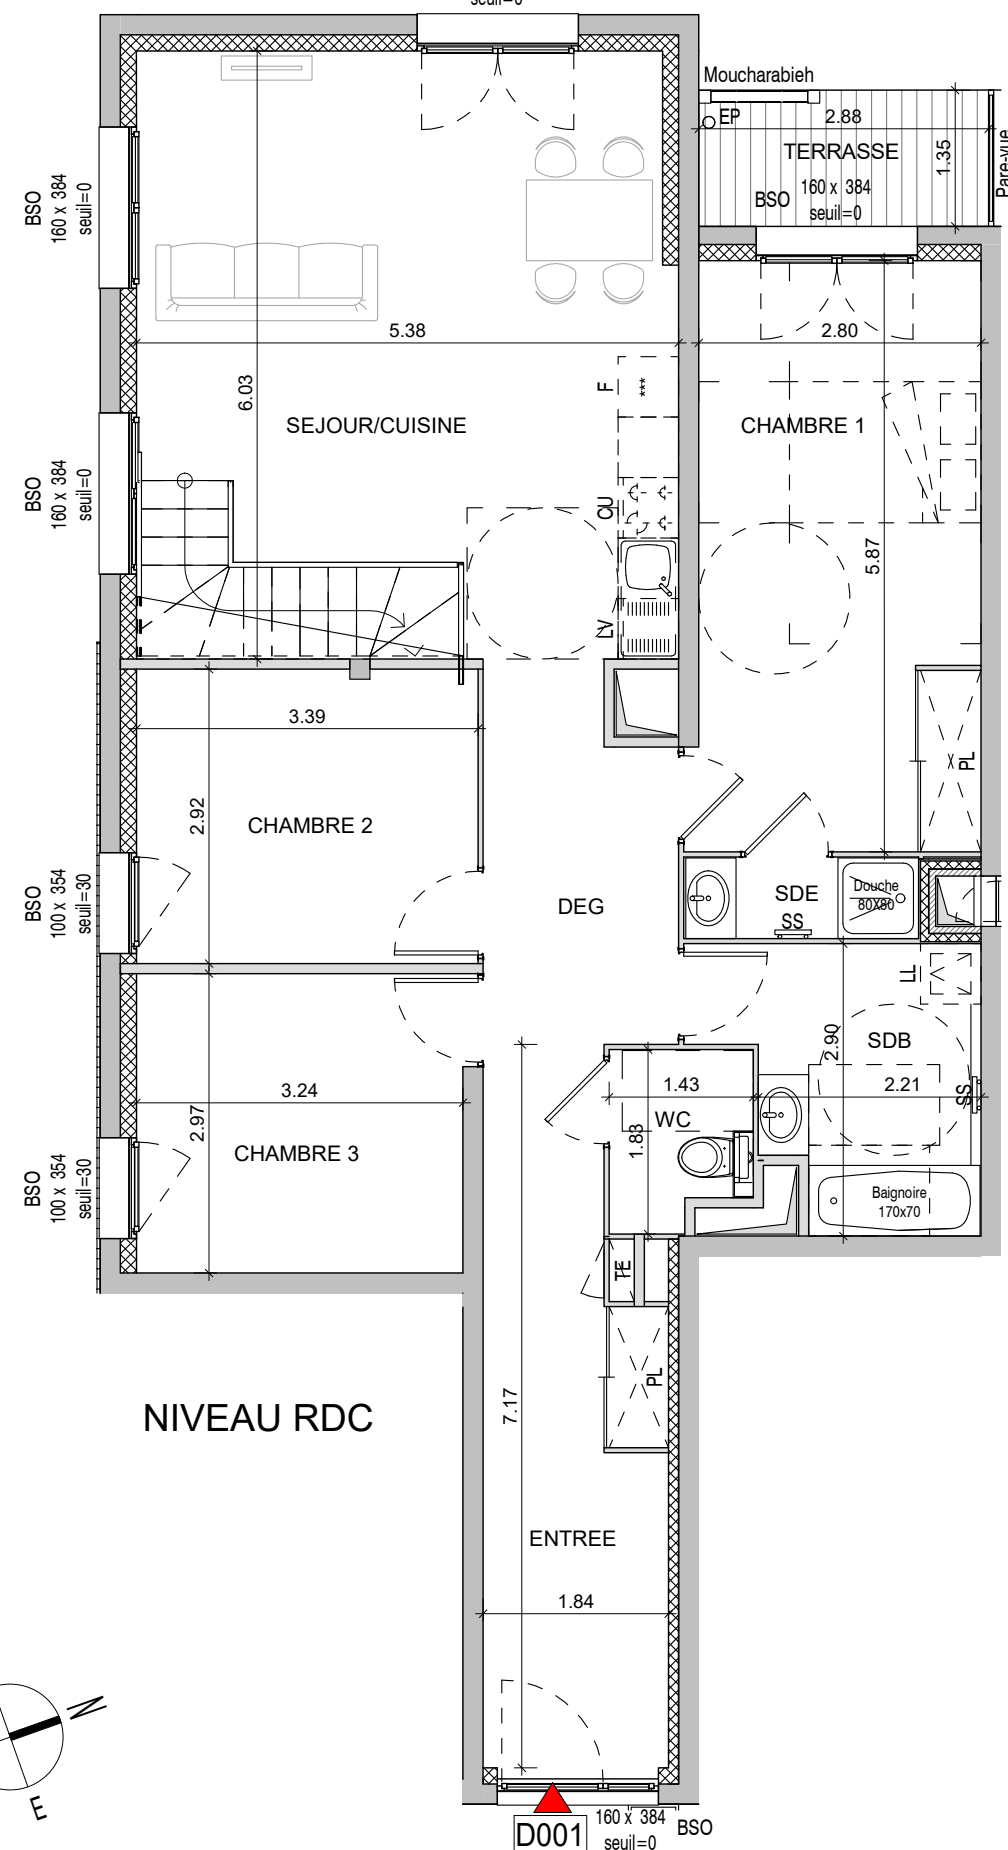 seuil=0
Moucharabieh
EP
2.88
TERRASSE
1.35
Pare-vue
BSO
160 x 384
seuil=0
BSO
160 x 384
seuil=0
5.38
2.80
6.03
F
***
SEJOUR/CUISINE
CHAMBRE 1
BSO
160 x 384
seuil=0
CU
5.87
LV
3.39
PL
2.92
CHAMBRE 2
BSO
100 x 354
seuil=30
DEG
SDE
SS
Douche
80X80
LL
2.90
SDB
3.24
1.43
2.21
SS
2.97
WC
1.83
CHAMBRE 3
BSO
100 x 354
seuil=30
Baignoire
170x70
TE
PL
NIVEAU RDC
7.17
ENTREE
1.84
N
E
D001
160 x 384
seuil=0
BSO